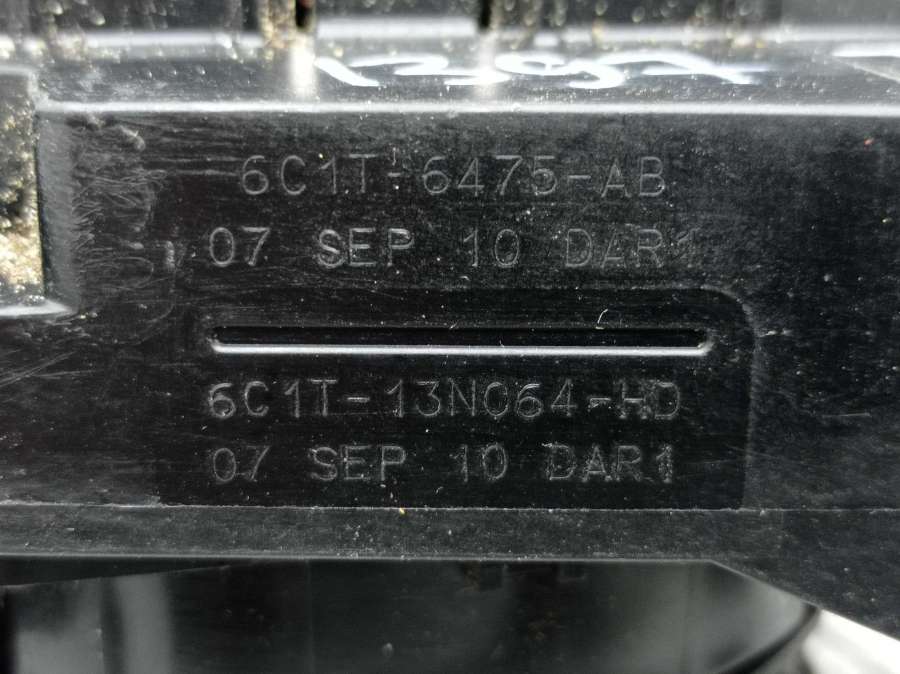 6C1T-6475-AB
07 SEP 10 DAR1
6C1T-13N064-HD
07 SEP 10 DAR1